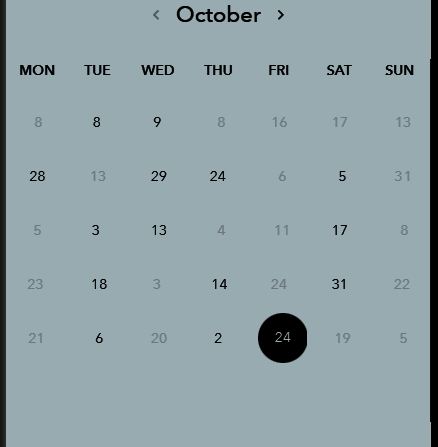 ‹ October ›
MON TUE WED THU FRI SAT SUN
8 8 9 8 16 17 13
28 13 29 24 6 5 31
5 3 13 4 11 17 8
23 18 3 14 24 31 22
21 6 20 2 24 19 5